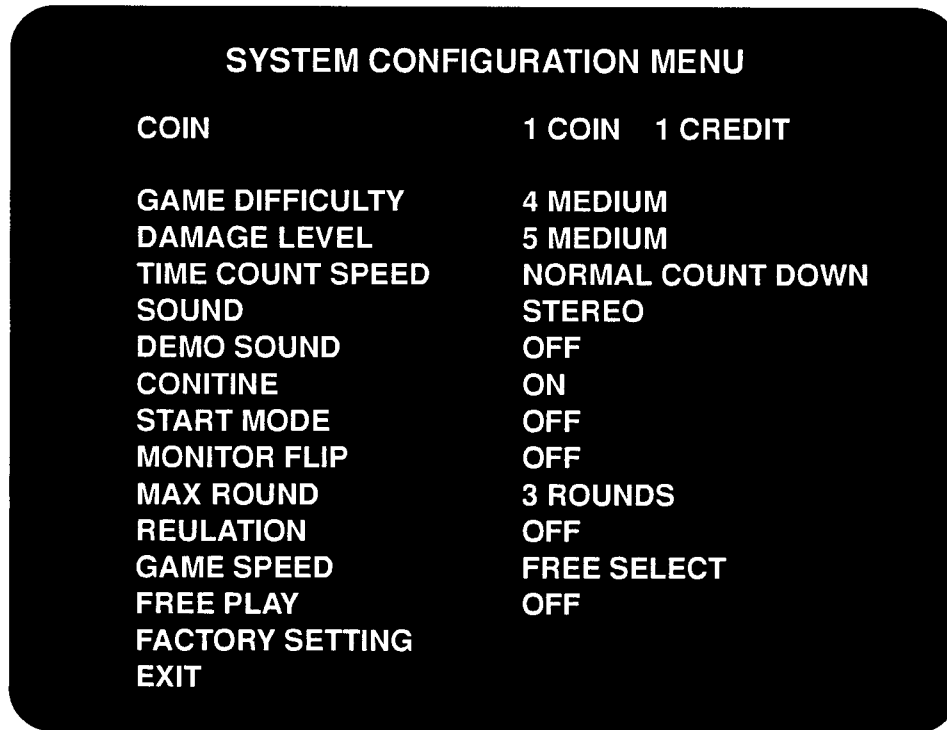 SYSTEM CONFIGURATION MENU
COIN 1 COIN 1 CREDIT
GAME DIFFICULTY 4 MEDIUM
DAMAGE LEVEL 5 MEDIUM
TIME COUNT SPEED NORMAL COUNT DOWN
SOUND STEREO
DEMO SOUND OFF
CONITINE ON
START MODE OFF
MONITOR FLIP OFF
MAX ROUND 3 ROUNDS
REULATION OFF
GAME SPEED FREE SELECT
FREE PLAY OFF
FACTORY SETTING
EXIT